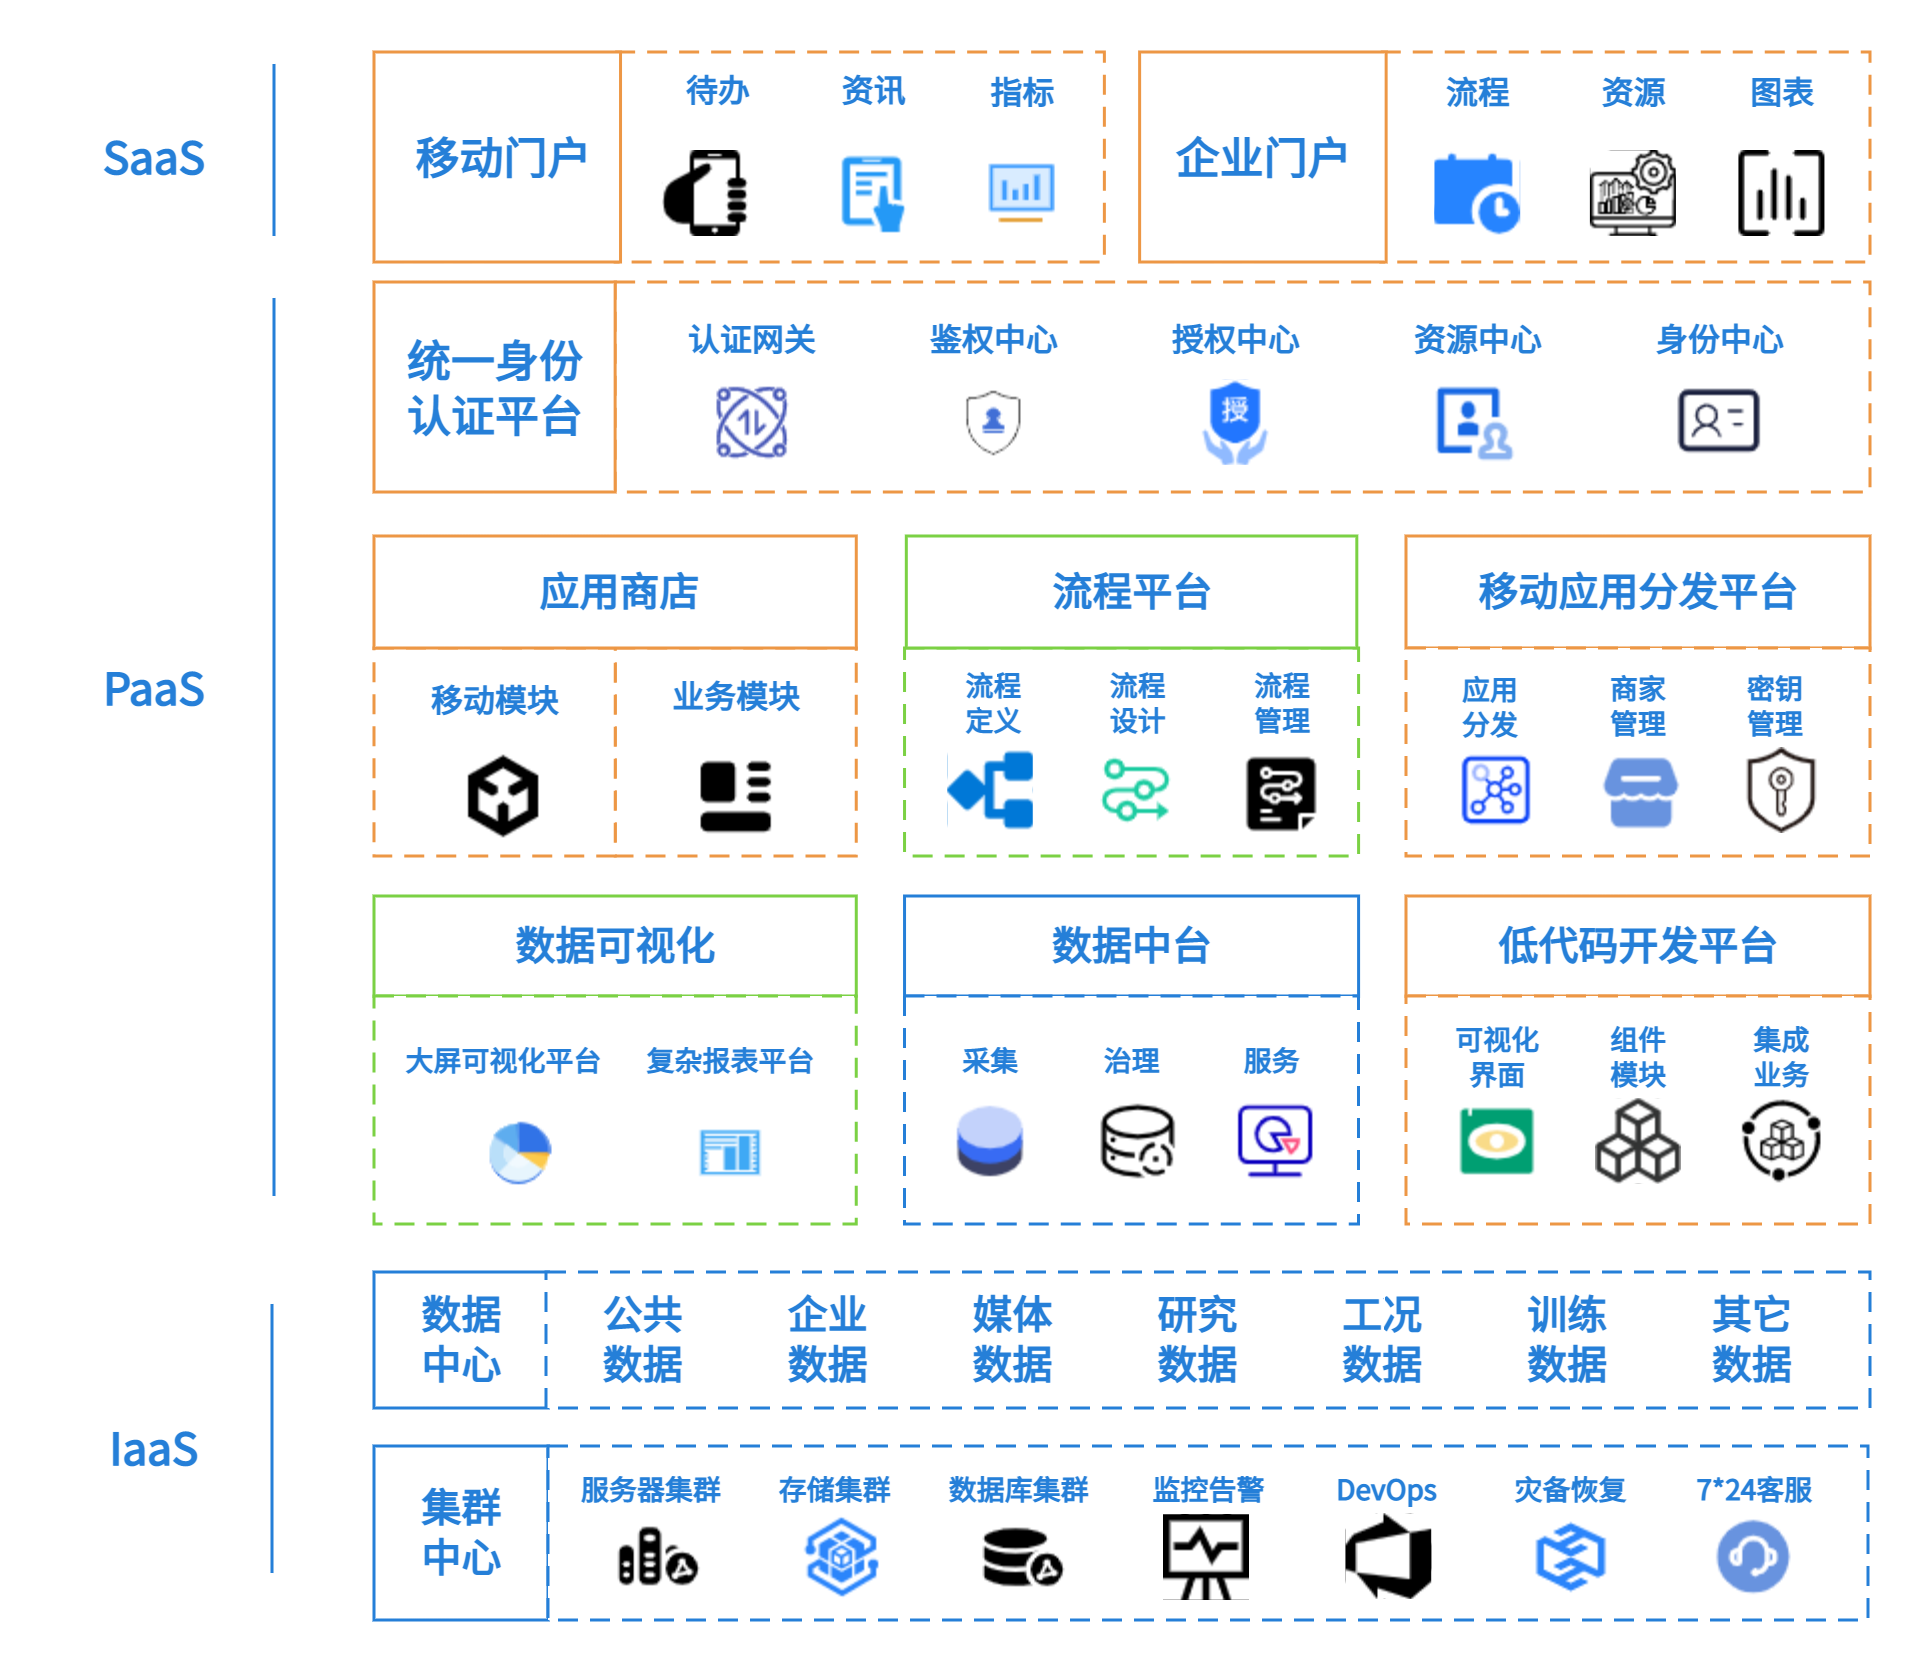 SaaS
移动门户
待办
资讯
指标
企业门户
流程
资源
图表
PaaS
统一身份
认证平台
认证网关
鉴权中心
授权中心
授
资源中心
身份中心
应用商店
移动模块
业务模块
流程平台
流程
定义
流程
设计
流程
管理
移动应用分发平台
应用
分发
商家
管理
密钥
管理
数据可视化
大屏可视化平台
复杂报表平台
数据中台
采集
治理
服务
低代码开发平台
可视化
界面
组件
模块
集成
业务
IaaS
数据
中心
公共
数据
企业
数据
媒体
数据
研究
数据
工况
数据
训练
数据
其它
数据
集群
中心
服务器集群
存储集群
数据库集群
监控告警
DevOps
灾备恢复
7*24客服